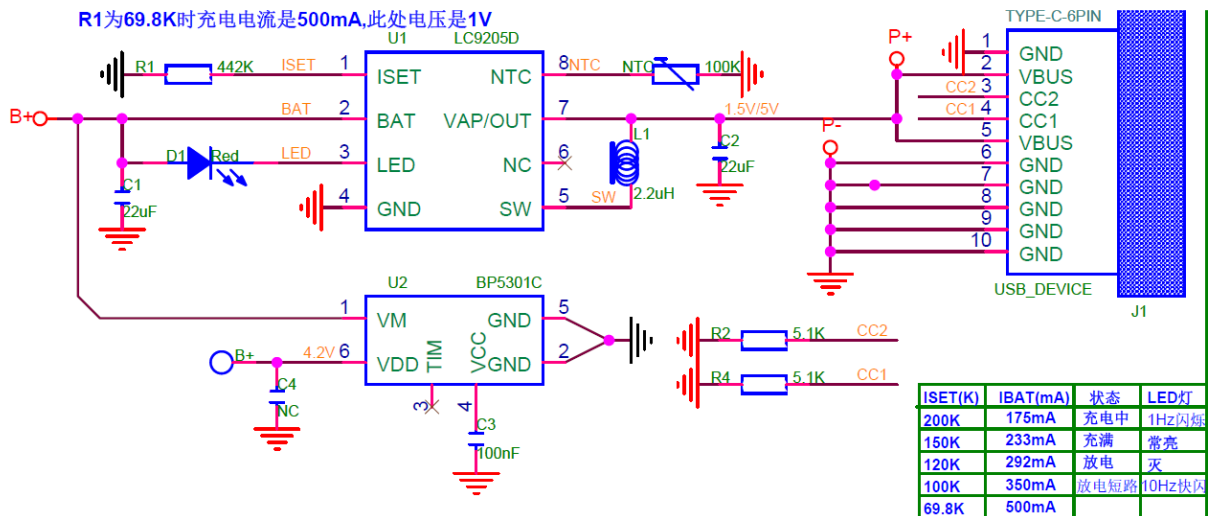 R1为69.8K时充电电流是500mA,此处电压是1V
TYPE-C-6PIN
U1 LC9205D
R1 442K ISET 1 ISET NTC 8 NTC NTC 100K
B+ BAT 2 BAT VAP/OUT 7 1.5V/5V
D1 Red LED 3 LED NC 6
4 GND SW 5 SW
C1
22uF
L1
2.2uH
C2
22uF
P+
P-
1 GND
2 VBUS
CC2 3 CC2
CC1 4 CC1
5 VBUS
6 GND
7 GND
8 GND
9 GND
10 GND
USB_DEVICE
J1
U2 BP5301C
1 VM GND 5
B+ 4.2V 6 VDD TIM VCC GND 2
3 4
C4
NC
C3
100nF
R2 5.1K CC2
R4 5.1K CC1
ISET(K) IBAT(mA) 状态 LED灯
200K 175mA 充电中 1Hz闪烁
150K 233mA 充满 常亮
120K 292mA 放电 灭
100K 350mA 放电短路 10Hz快闪
69.8K 500mA